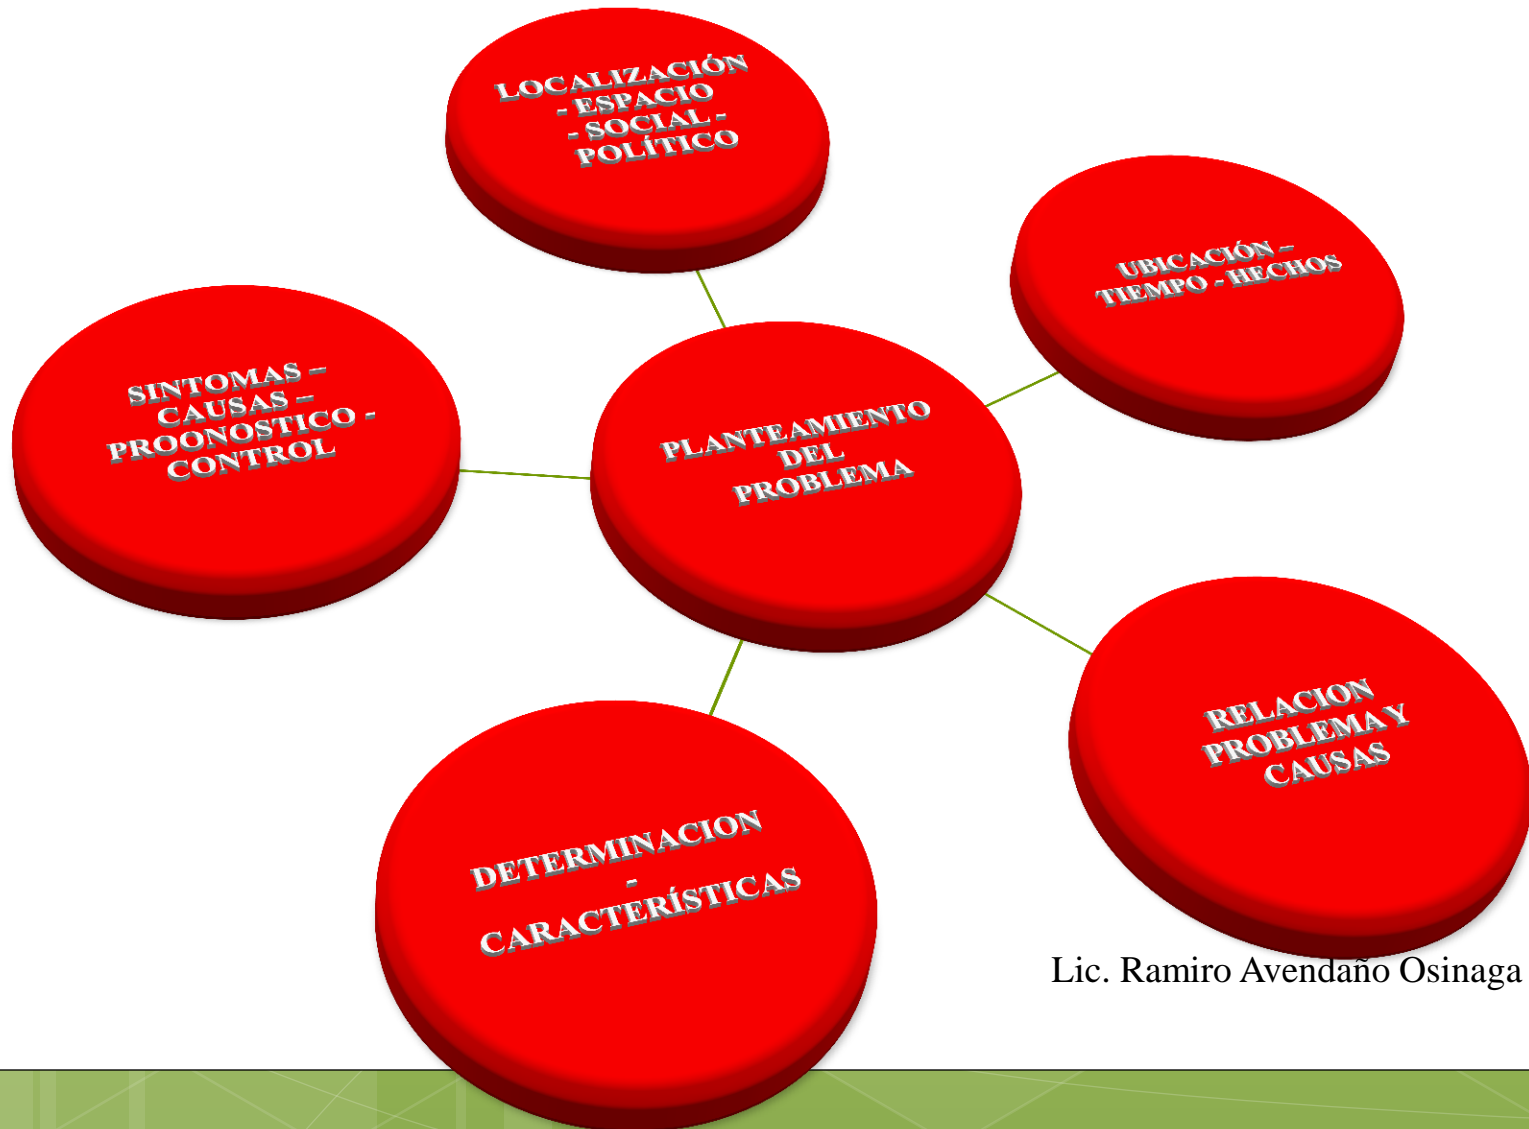 LOCALIZACIÓN
- ESPACIO
- SOCIAL -
POLÍTICO
UBICACIÓN –
TIEMPO - HECHOS
SINTOMAS –
CAUSAS –
PROONÓSTICO -
CONTROL
PLANTEAMIENTO
DEL
PROBLEMA
RELACION
PROBLEMA Y
CAUSAS
DETERMINACION
-
CARACTERÍSTICAS
Lic. Ramiro Avendaño Osinaga